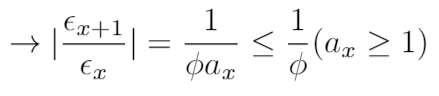 → |ϵ_{x+1}/ϵ_x| = 1/(ϕa_x) ≤ 1/ϕ (a_x ≥ 1)